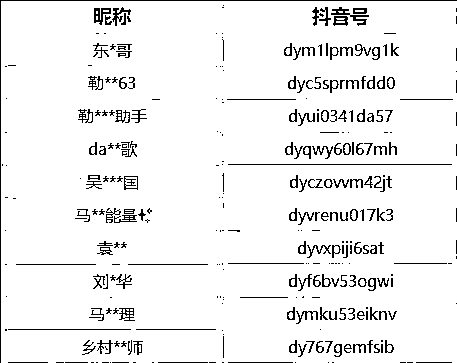 昵称 抖音号
东*哥 dym1lpm9vg1k
勒**63 dyc5sprmfdd0
勒***助手 dyui0341da57
da**歌 dyqwy60l67mh
吴***国 dyczovvm42jt
马**能量 dyvrenu017k3
袁** dyvxpiji6sat
刘*华 dyf6bv53ogwi
马**理 dymku53eiknv
乡村**师 dy767gemfsib